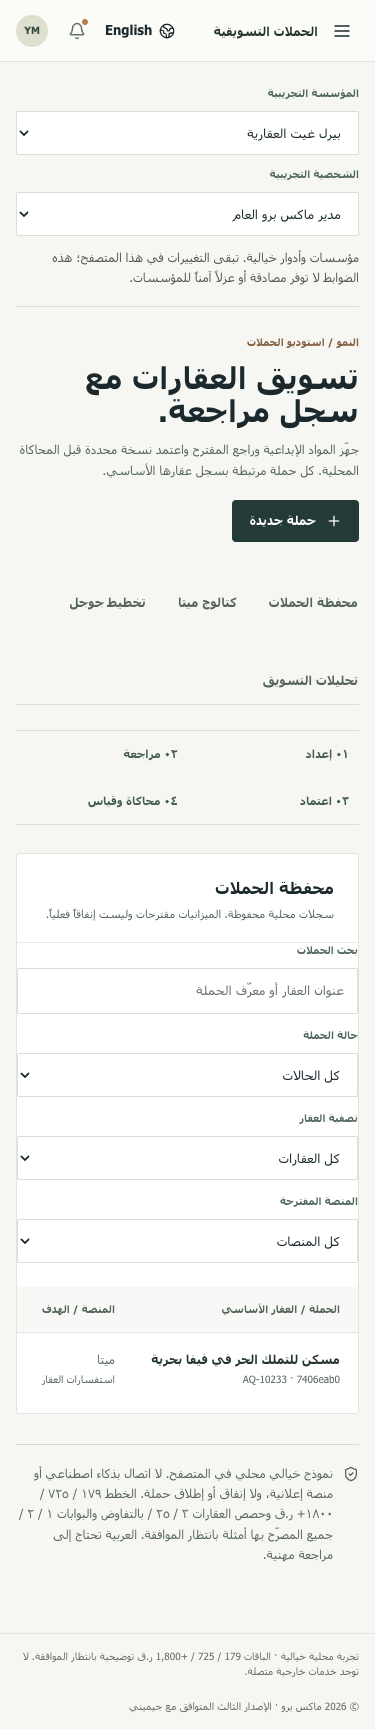 الحملات التسويقية
English
YM
المؤسسة التجريبية
بيرل غيت العقارية
الشخصية التجريبية
مدير ماكس برو العام
مؤسسات وأدوار خيالية. تبقى التغييرات في هذا المتصفح؛ هذه
الضوابط لا توفر مصادقة أو عزلاً آمناً للمؤسسات.
النمو / استوديو الحملات
تسويق العقارات مع
سجل مراجعة.
جهّز المواد الإبداعية وراجع المقترح واعتمد نسخة محددة قبل المحاكاة
المحلية. كل حملة مرتبطة بسجل عقارها الأساسي.
حملة جديدة
محفظة الحملات
كتالوج ميتا
تخطيط جوجل
تحليلات التسويق
٠١ إعداد
٠٢ مراجعة
٠٣ اعتماد
٠٤ محاكاة وقياس
محفظة الحملات
سجلات محلية محفوظة. الميزانيات مقترحات وليست إنفاقاً فعلياً.
بحث الحملات
عنوان العقار أو معرّف الحملة
حالة الحملة
كل الحالات
تصفية العقار
كل العقارات
المنصة المقترحة
كل المنصات
الحملة / العقار الأساسي
المنصة / الهدف
مسكن للتملك الحر في فيفا بحرية
ميتا
AQ-10233 · 7406eab0
استفسارات العقار
نموذج خيالي محلي في المتصفح. لا اتصال بذكاء اصطناعي أو
منصة إعلانية، ولا إنفاق أو إطلاق حملة. الخطط ١٧٩ / ٧٢٥ /
١٨٠٠+ ر.ق وحصص العقارات ٣ / ٢٥ / بالتفاوض والبوابات ١ / ٢ /
جميع المصرّح بها أمثلة بانتظار الموافقة. العربية تحتاج إلى
مراجعة مهنية.
تجربة محلية خيالية · الباقات 179 / 725 / +1,800 ر.ق توضيحية بانتظار الموافقة. لا
توجد خدمات خارجية متصلة.
© 2026 ماكس برو · الإصدار الثالث المتوافق مع جيميني